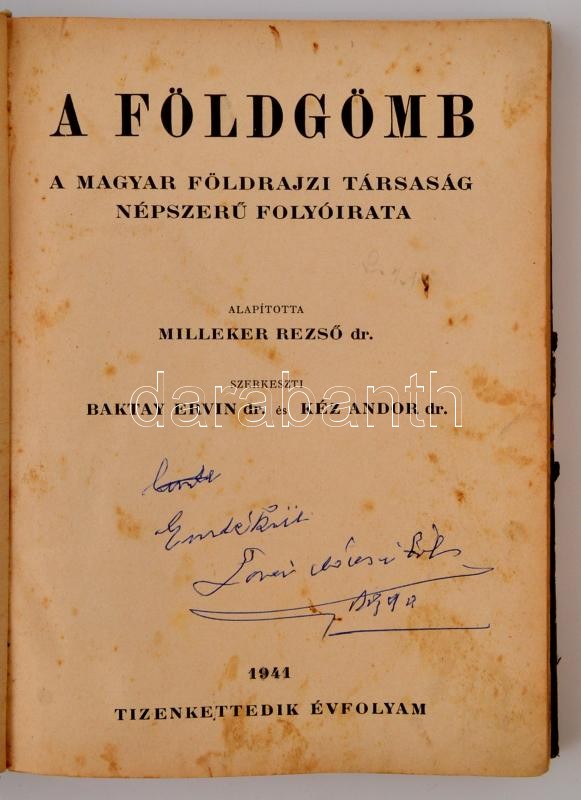 A FÖLDGÖMB
A MAGYAR FÖLDRAJZI TÁRSASÁG
NÉPSZERŰ FOLYÓIRATA
ALAPÍTOTTA
MILLEKER REZSŐ dr.
SZERKESZTI
BAKTAY ERVIN dr. és KÉZ ANDOR dr.
darabanth
Emlékül
1941
TIZENKETTEDIK ÉVFOLYAM